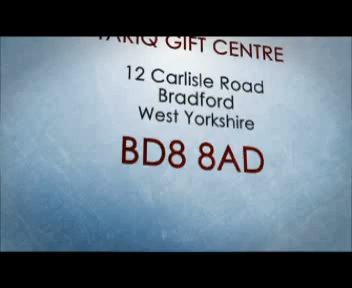 TARIQ GIFT CENTRE
12 Carlisle Road
Bradford
West Yorkshire
BD8 8AD